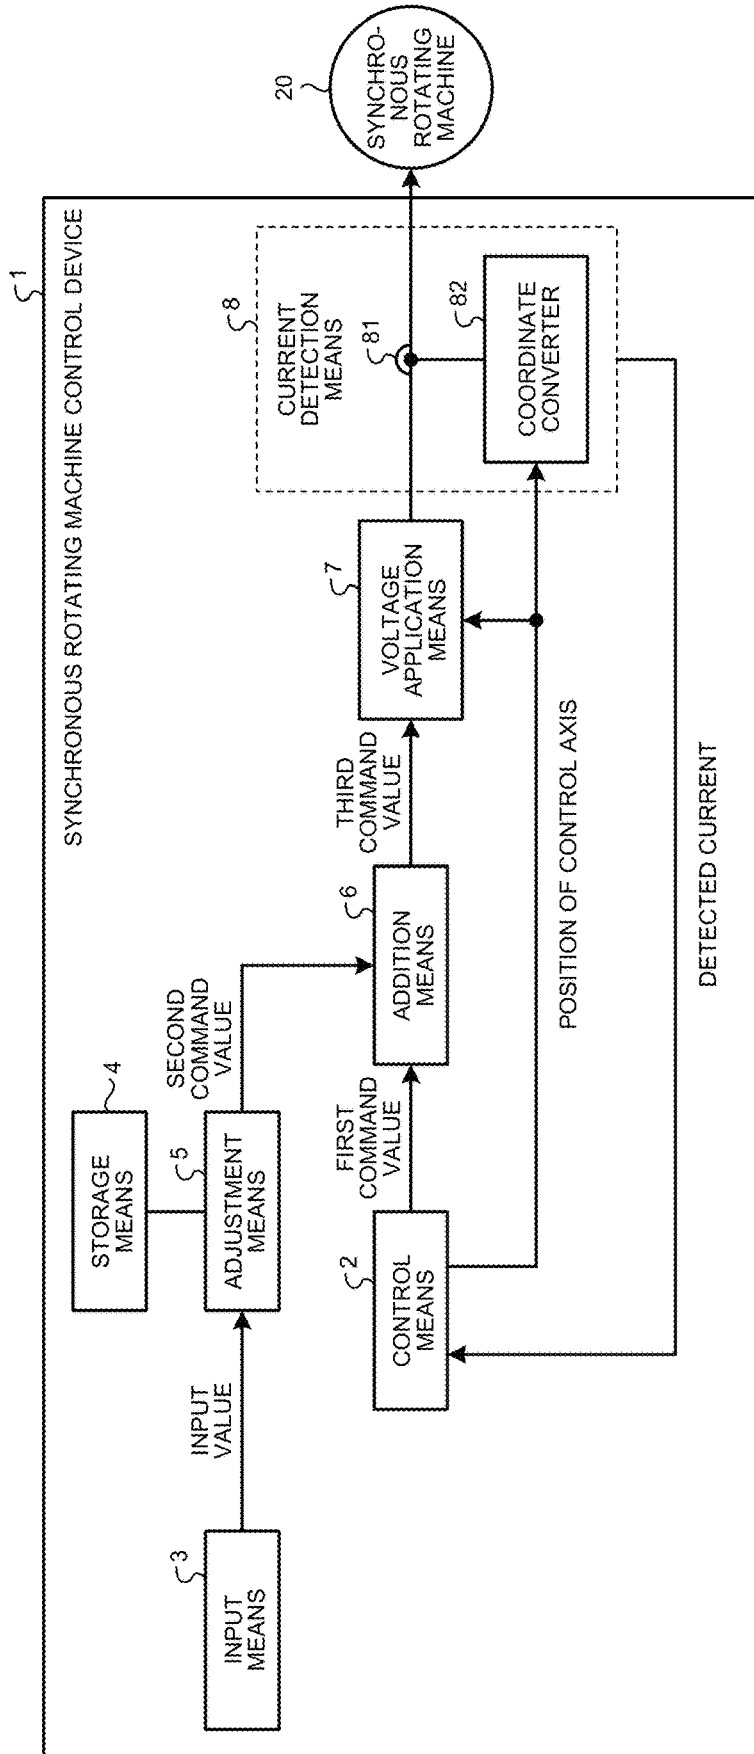 1
SYNCHRONOUS ROTATING MACHINE CONTROL DEVICE
3
INPUT
MEANS
INPUT
VALUE
4
STORAGE
MEANS
5
ADJUSTMENT
MEANS
SECOND
COMMAND
VALUE
2
CONTROL
MEANS
FIRST
COMMAND
VALUE
6
ADDITION
MEANS
THIRD
COMMAND
VALUE
7
VOLTAGE
APPLICATION
MEANS
8
CURRENT
DETECTION
MEANS
81
82
COORDINATE
CONVERTER
20
SYNCHRO-
NOUS
ROTATING
MACHINE
POSITION OF CONTROL AXIS
DETECTED CURRENT